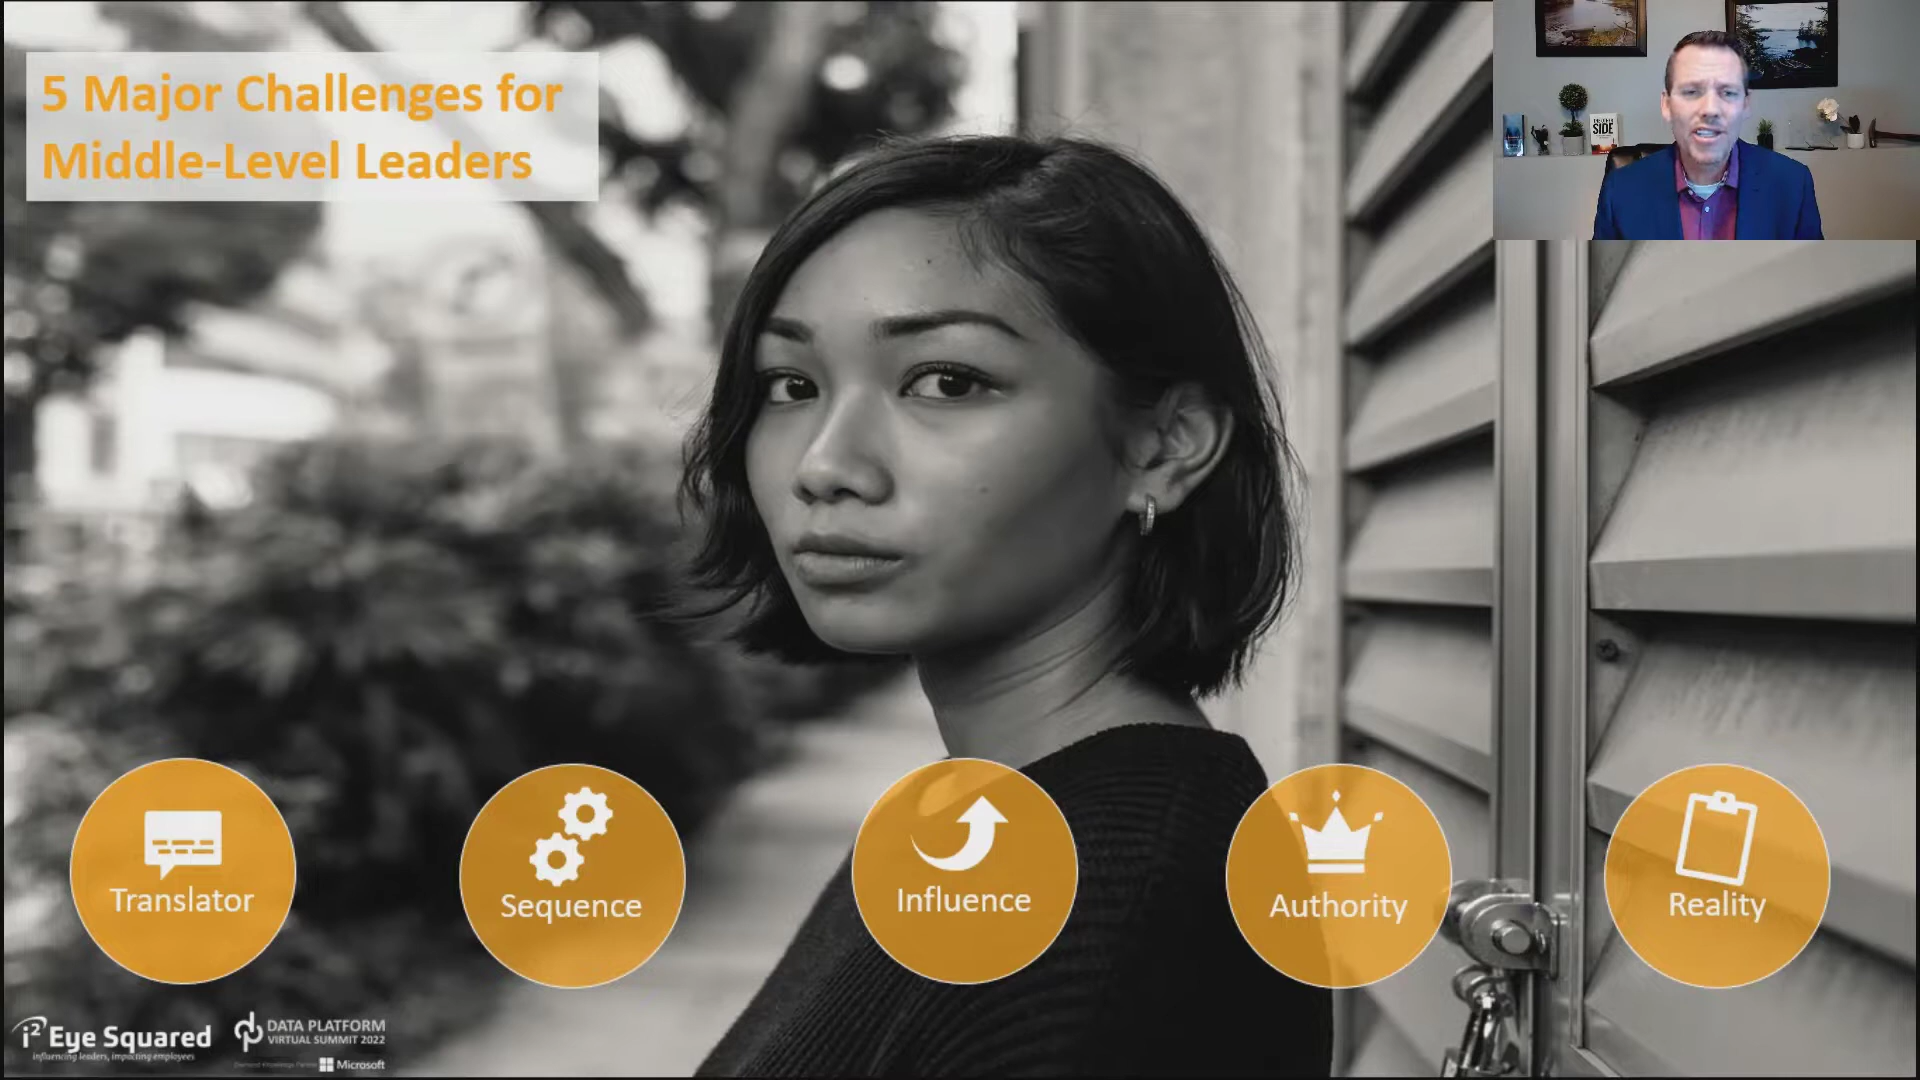 5 Major Challenges for
Middle-Level Leaders
SIDE
Translator
Sequence
Influence
Authority
Reality
i² Eye Squared
influencing leaders, impacting employees
DATA PLATFORM
VIRTUAL SUMMIT 2022
Microsoft